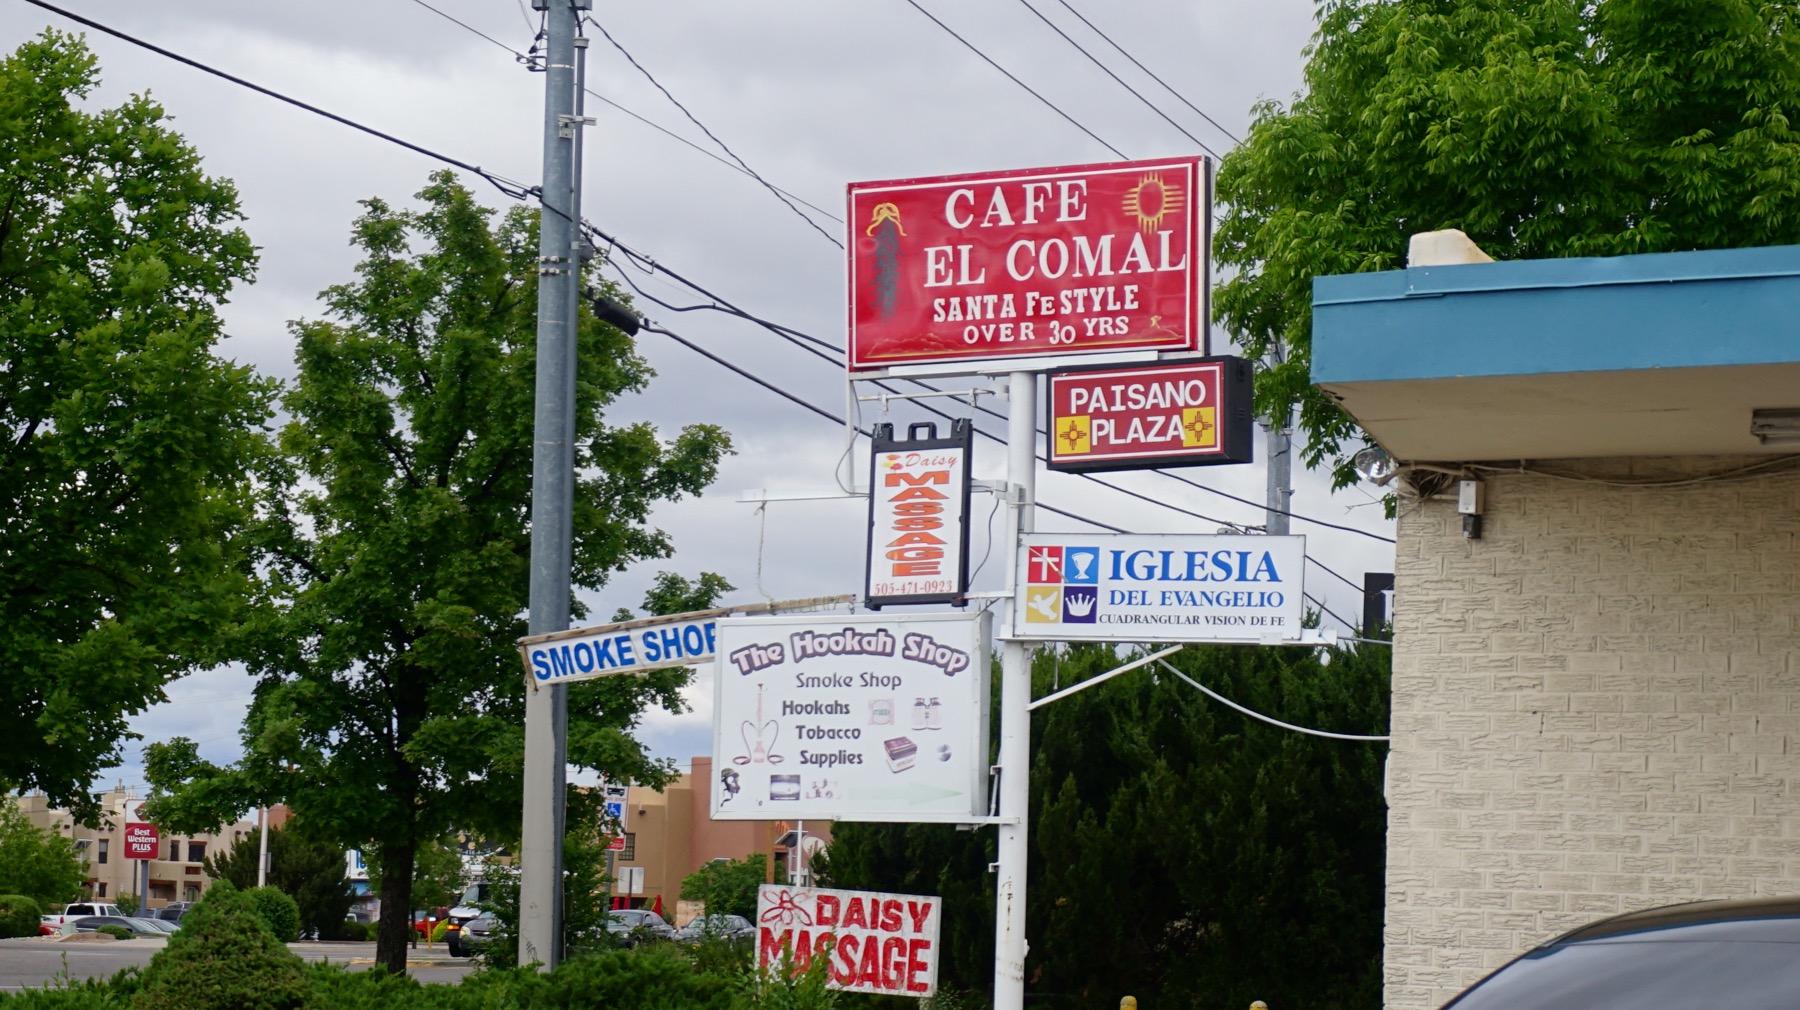 CAFE
EL COMAL
SANTA FE STYLE
OVER 30 YRS
PAISANO
PLAZA
Daisy
MASSAGE
505-471-0923
IGLESIA
DEL EVANGELIO
CUADRANGULAR VISION DE FE
SMOKE SHOP
The Hookah Shop
Smoke Shop
Hookahs
Tobacco
Supplies
Best
Western
PLUS
DAISY
MASSAGE